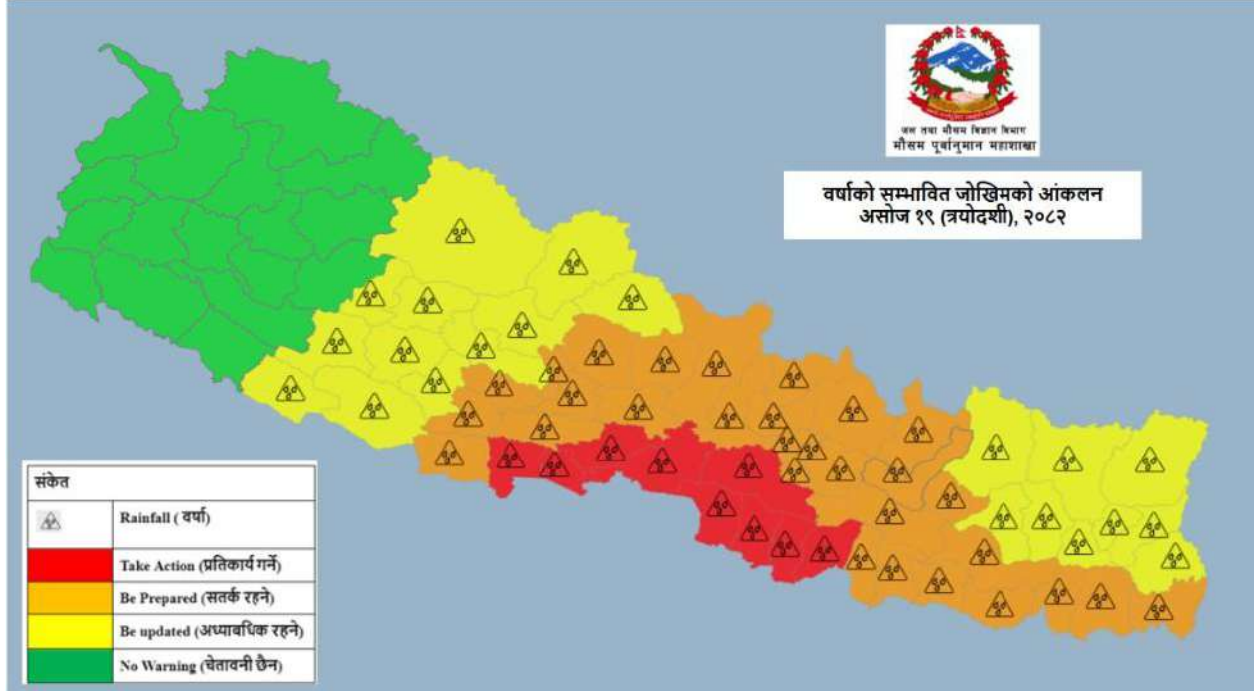 जल तथा मौसम विज्ञान विभाग
मौसम पूर्वानुमान महाशाखा
वर्षाको सम्भावित जोखिमको आंकलन
असोज १९ (त्रयोदशी), २०८२
संकेत
Rainfall ( वर्षा)
Take Action (प्रतिकार्य गर्ने)
Be Prepared (सतर्क रहने)
Be updated (अध्यावधिक रहने)
No Warning (चेतावनी छैन)